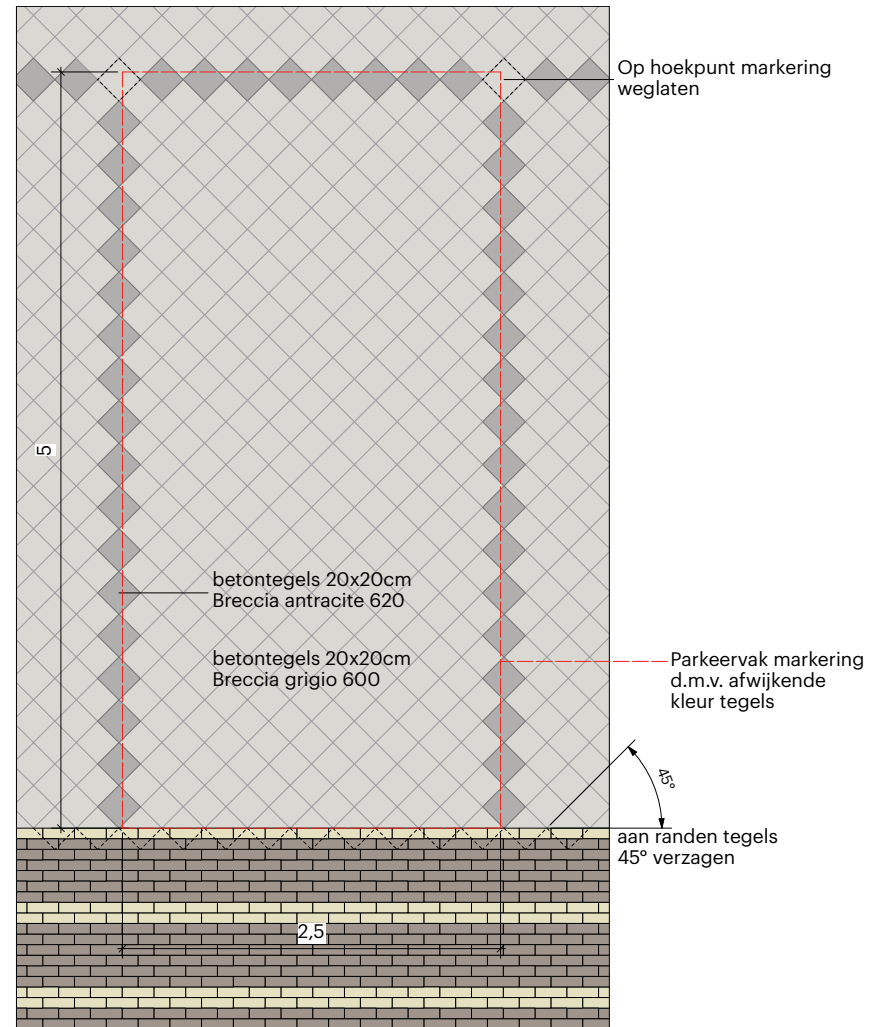 Op hoekpunt markering
weglaten
5
betontegels 20x20cm
Breccia antracite 620
betontegels 20x20cm
Breccia grigio 600
Parkeervak markering
d.m.v. afwijkende
kleur tegels
45°
aan randen tegels
45° verzagen
2,5